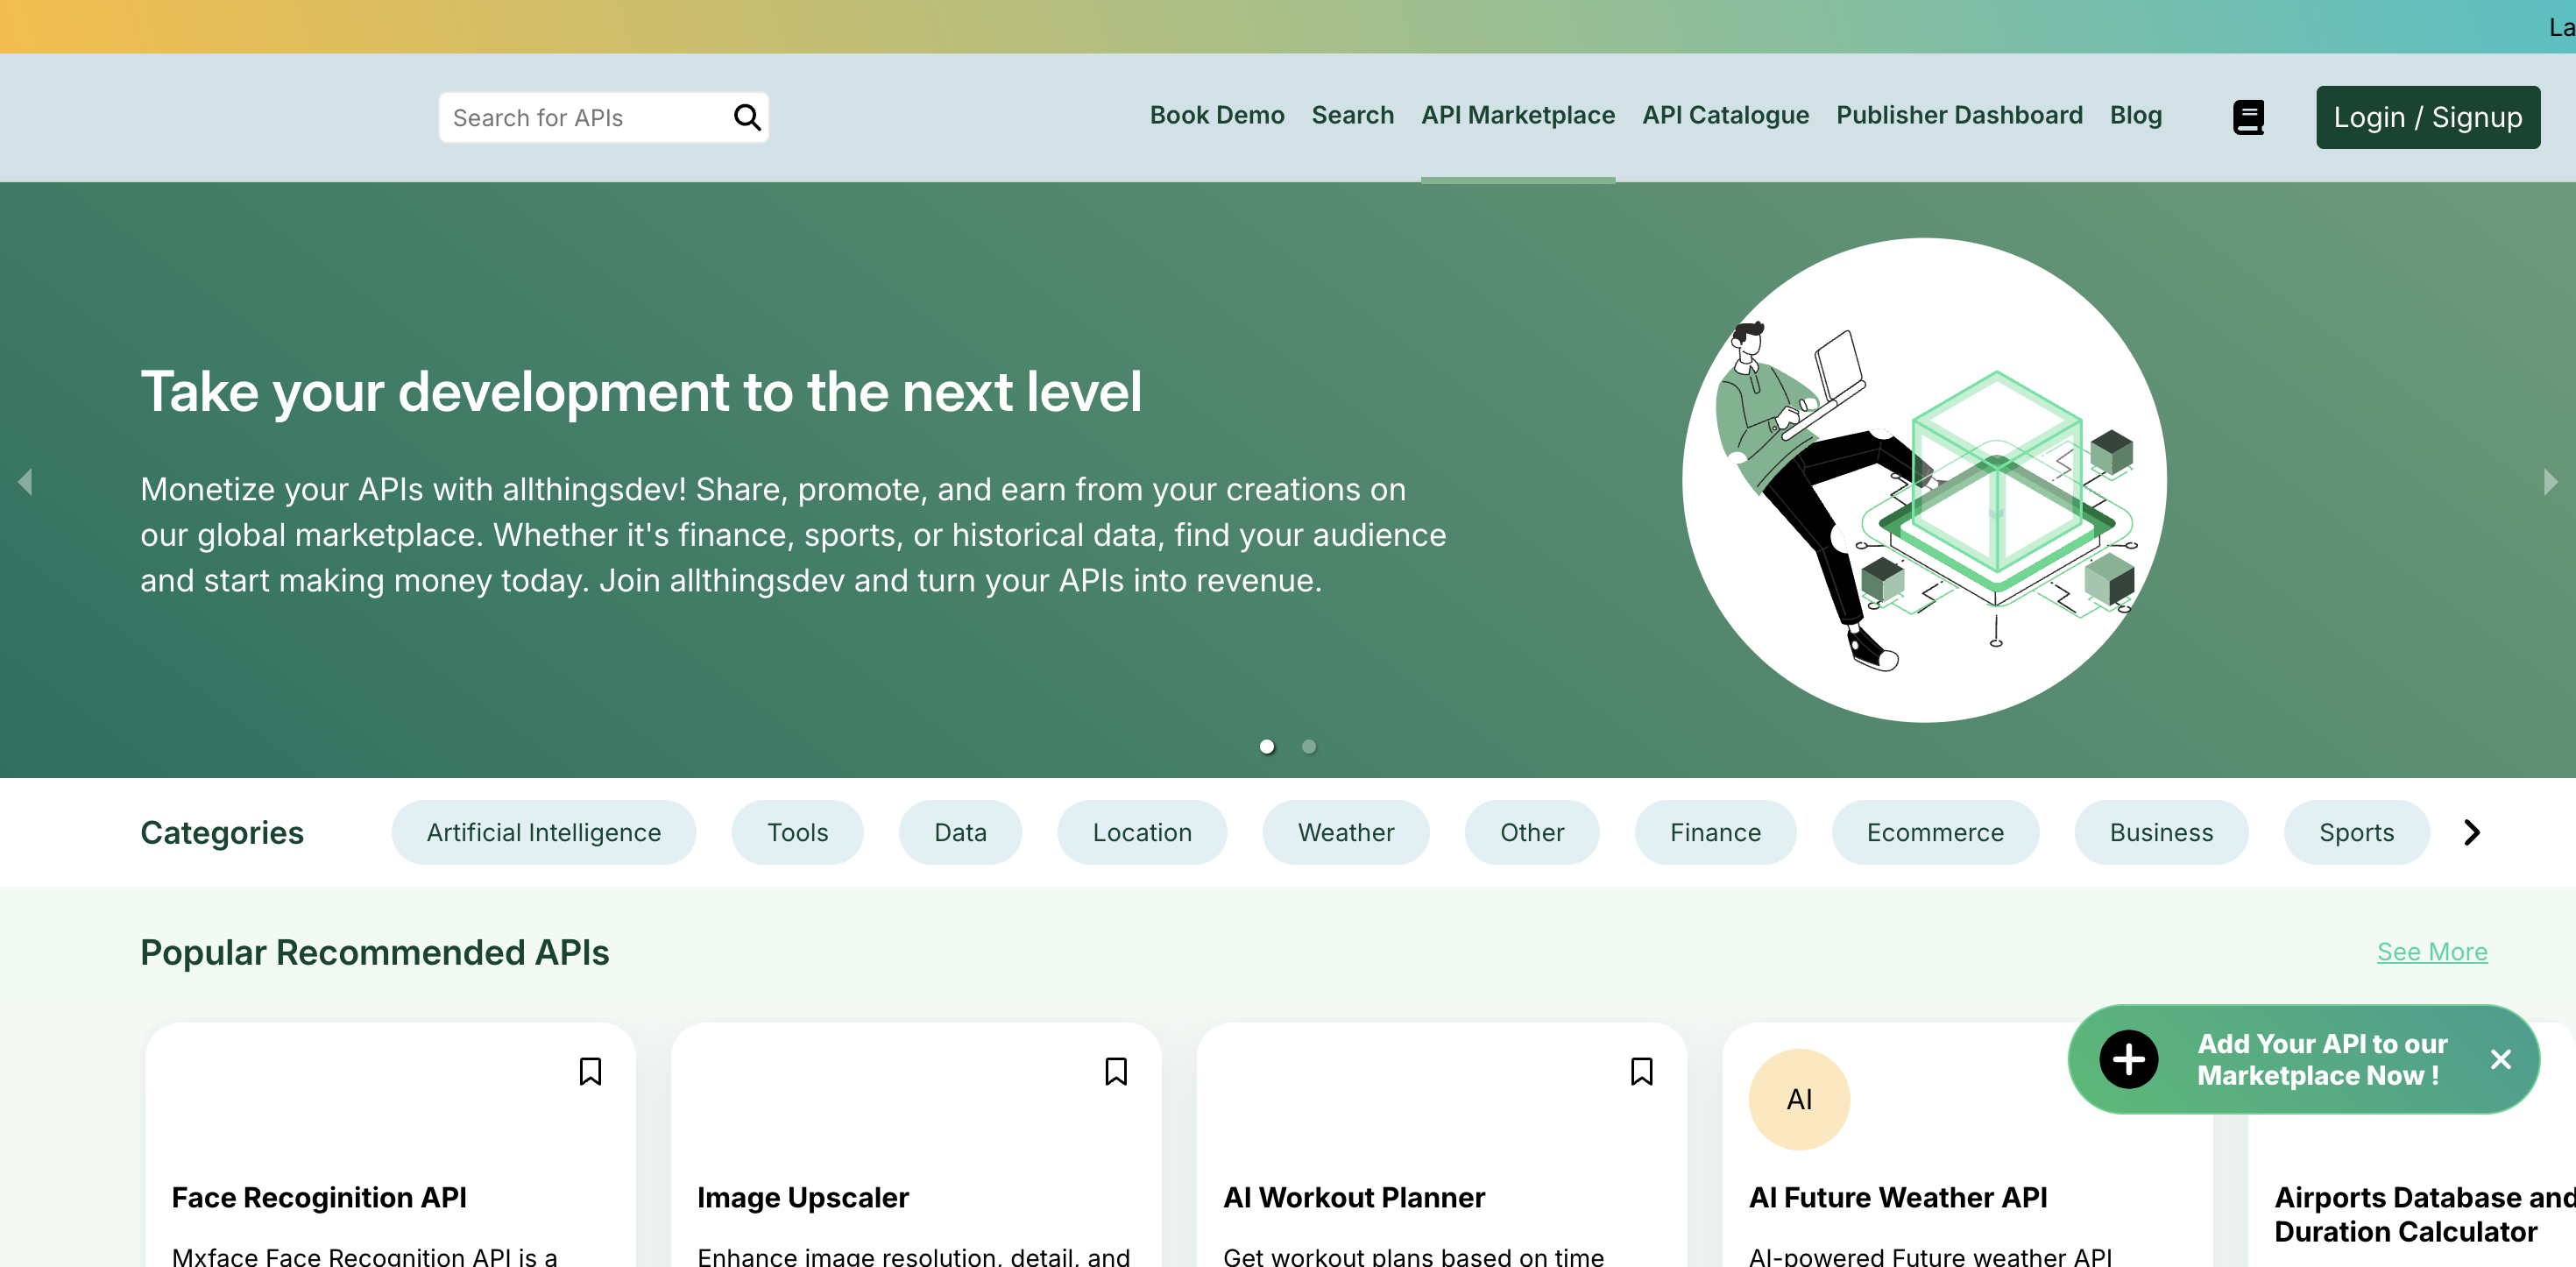 Search for APIs
Book Demo
Search
API Marketplace
API Catalogue
Publisher Dashboard
Blog
Login / Signup
Take your development to the next level
Monetize your APIs with allthingsdev! Share, promote, and earn from your creations on
our global marketplace. Whether it's finance, sports, or historical data, find your audience
and start making money today. Join allthingsdev and turn your APIs into revenue.
Categories
Artificial Intelligence
Tools
Data
Location
Weather
Other
Finance
Ecommerce
Business
Sports
Popular Recommended APIs
See More
Add Your API to our
Marketplace Now !
AI
Face Recoginition API
Mxface Face Recognition API is a
Image Upscaler
Enhance image resolution, detail, and
AI Workout Planner
Get workout plans based on time
AI Future Weather API
AI-powered Future weather API
Airports Database and
Duration Calculator